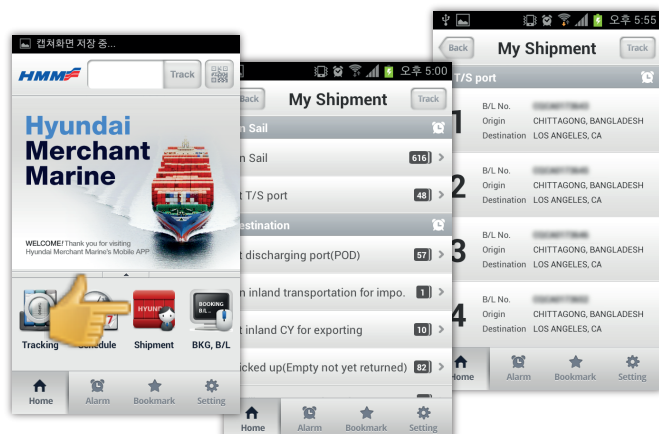 캡쳐화면 저장 중...
HMM
Track
Hyundai
Merchant
Marine
WELCOME! Thank you for visiting
Hyundai Merchant Marine's Mobile APP
HYUN
BOOKING
B/L
Tracking
Shipment
BKG, B/L
Home
Alarm
Bookmark
Setting
오후 5:00
Back
My Shipment
Track
n Sail
n Sail
616
t T/S port
48
estination
t discharging port(POD)
57
n inland transportation for impo.
1
t inland CY for exporting
10
icked up(Empty not yet returned)
82
Home
Alarm
Bookmark
Setting
오후 5:55
Back
My Shipment
Track
T/S port
1
B/L No.
Origin CHITTAGONG, BANGLADESH
Destination LOS ANGELES, CA
2
B/L No.
Origin CHITTAGONG, BANGLADESH
Destination LOS ANGELES, CA
3
B/L No.
Origin CHITTAGONG, BANGLADESH
Destination LOS ANGELES, CA
4
B/L No.
Origin CHITTAGONG, BANGLADESH
Destination LOS ANGELES, CA
Home
Alarm
Bookmark
Setting